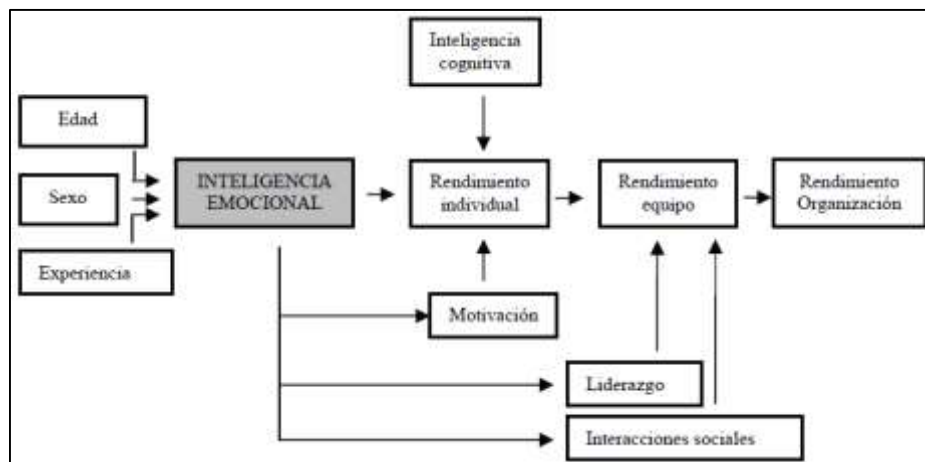 Inteligencia
cognitiva
Edad
Sexo
Experiencia
INTELIGENCIA
EMOCIONAL
Rendimiento
individual
Rendimiento
equipo
Rendimiento
Organización
Motivación
Liderazgo
Interacciones sociales